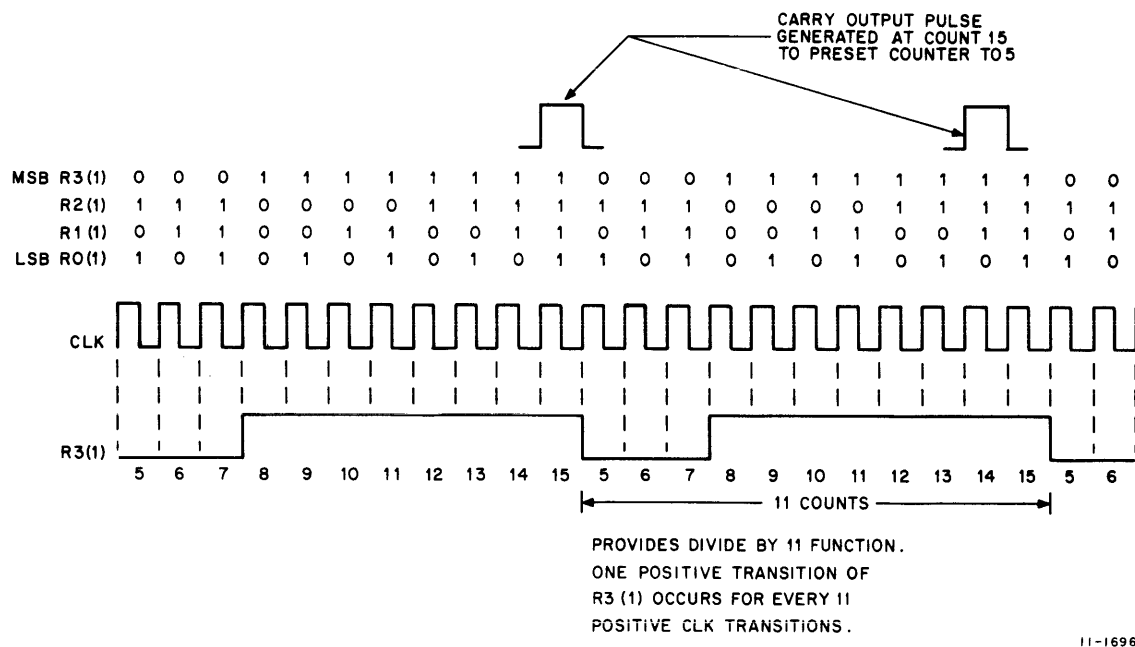 CARRY OUTPUT PULSE
GENERATED AT COUNT 15
TO PRESET COUNTER TO 5
MSB R3(1) 0 0 0 1 1 1 1 1 1 1 1 0 0 0 1 1 1 1 1 1 1 1 0 0
R2(1) 1 1 1 0 0 0 0 1 1 1 1 1 1 1 0 0 0 0 1 1 1 1 1 1
R1(1) 0 1 1 0 0 1 1 0 0 1 1 0 1 1 0 0 1 1 0 0 1 1 0 1
LSB R0(1) 1 0 1 0 1 0 1 0 1 0 1 1 0 1 0 1 0 1 0 1 0 1 1 0
CLK
R3(1)
5 6 7 8 9 10 11 12 13 14 15 5 6 7 8 9 10 11 12 13 14 15 5 6
11 COUNTS
PROVIDES DIVIDE BY 11 FUNCTION.
ONE POSITIVE TRANSITION OF
R3 (1) OCCURS FOR EVERY 11
POSITIVE CLK TRANSITIONS.
11-1696